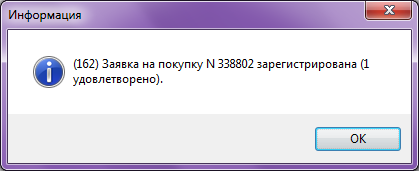 Информация
(162) Заявка на покупку N 338802 зарегистрирована (1
удовлетворено).
OK